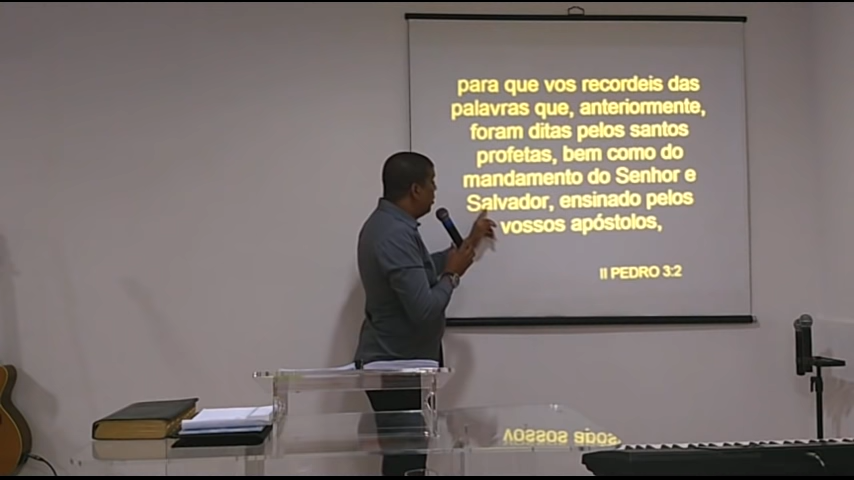 para que vos recordeis das
palavras que, anteriormente,
foram ditas pelos santos
profetas, bem como do
mandamento do Senhor e
Salvador, ensinado pelos
vossos apóstolos,
II PEDRO 3:2